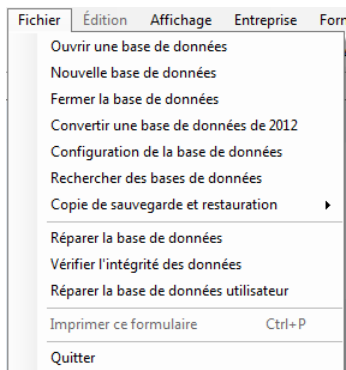 Fichier Édition Affichage Entreprise
Ouvrir une base de données
Nouvelle base de données
Fermer la base de données
Convertir une base de données de 2012
Configuration de la base de données
Rechercher des bases de données
Copie de sauvegarde et restauration
Réparer la base de données
Vérifier l'intégrité des données
Réparer la base de données utilisateur
Imprimer ce formulaire Ctrl+P
Quitter